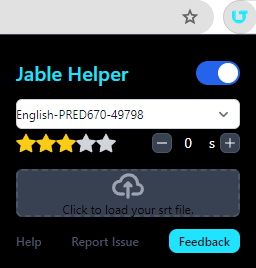 Jable Helper
English-PRED670-49798
0 s
Click to load your srt file.
Help Report Issue Feedback